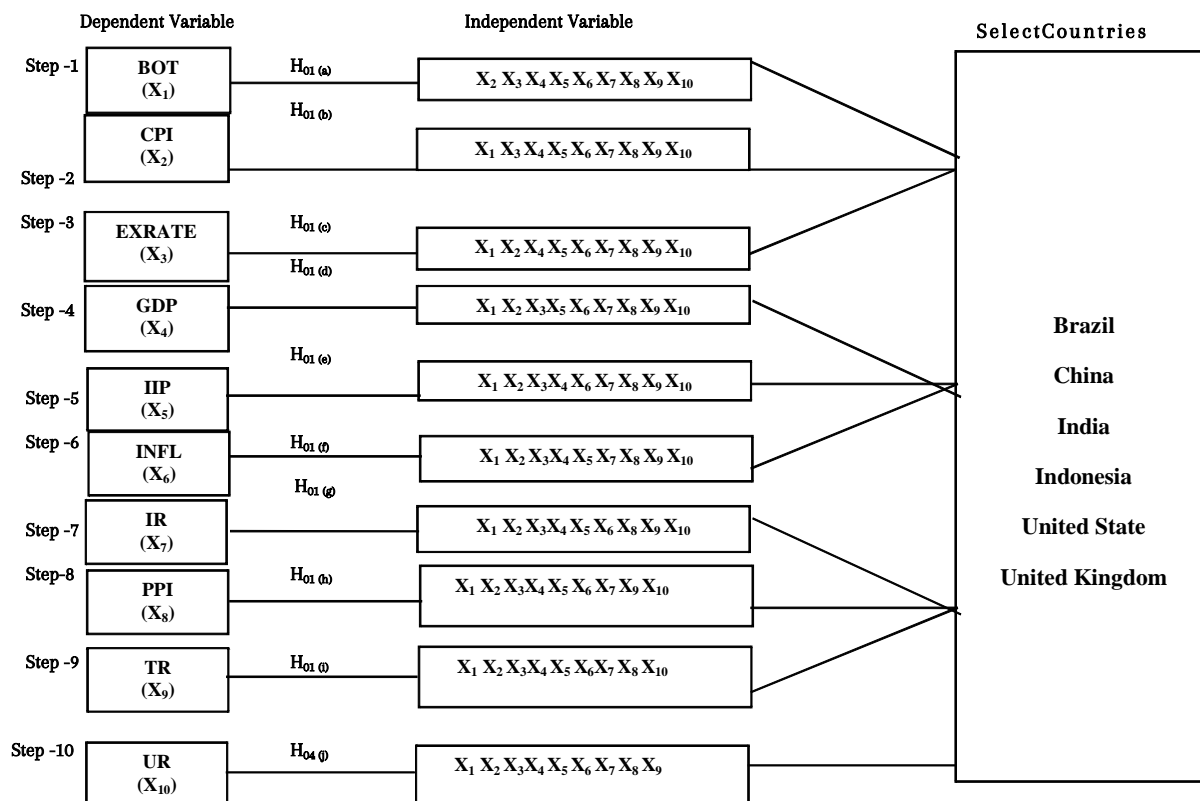 Dependent Variable
Independent Variable
SelectCountries
Step -1
BOT
(X1)
H01 (a)
X2 X3 X4 X5 X6 X7 X8 X9 X10
H01 (b)
CPI
(X2)
X1 X3 X4 X5 X6 X7 X8 X9 X10
Step -2
Step -3
EXRATE
(X3)
H01 (c)
X1 X2 X4 X5 X6 X7 X8 X9 X10
H01 (d)
Step -4
GDP
(X4)
X1 X2 X3X5 X6 X7 X8 X9 X10
H01 (e)
Step -5
IIP
(X5)
X1 X2 X3X4 X6 X7 X8 X9 X10
Step -6
INFL
(X6)
H01 (f)
X1 X2 X3X4 X5 X7 X8 X9 X10
H01 (g)
Step -7
IR
(X7)
X1 X2 X3X4 X5 X6 X8 X9 X10
Step-8
PPI
(X8)
H01 (h)
X1 X2 X3X4 X5 X6 X7 X9 X10
Step -9
TR
(X9)
H01 (i)
X1 X2 X3X4 X5 X6X7 X8 X10
Step -10
UR
(X10)
H04 (j)
X1 X2 X3X4 X5 X6 X7 X8 X9
Brazil
China
India
Indonesia
United State
United Kingdom